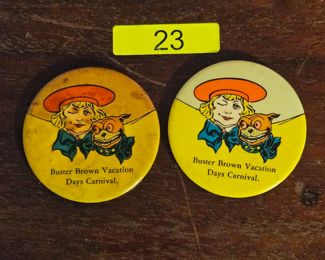 23
Buster Brown Vacation
Days Carnival.
Buster Brown Vacation
Days Carnival.